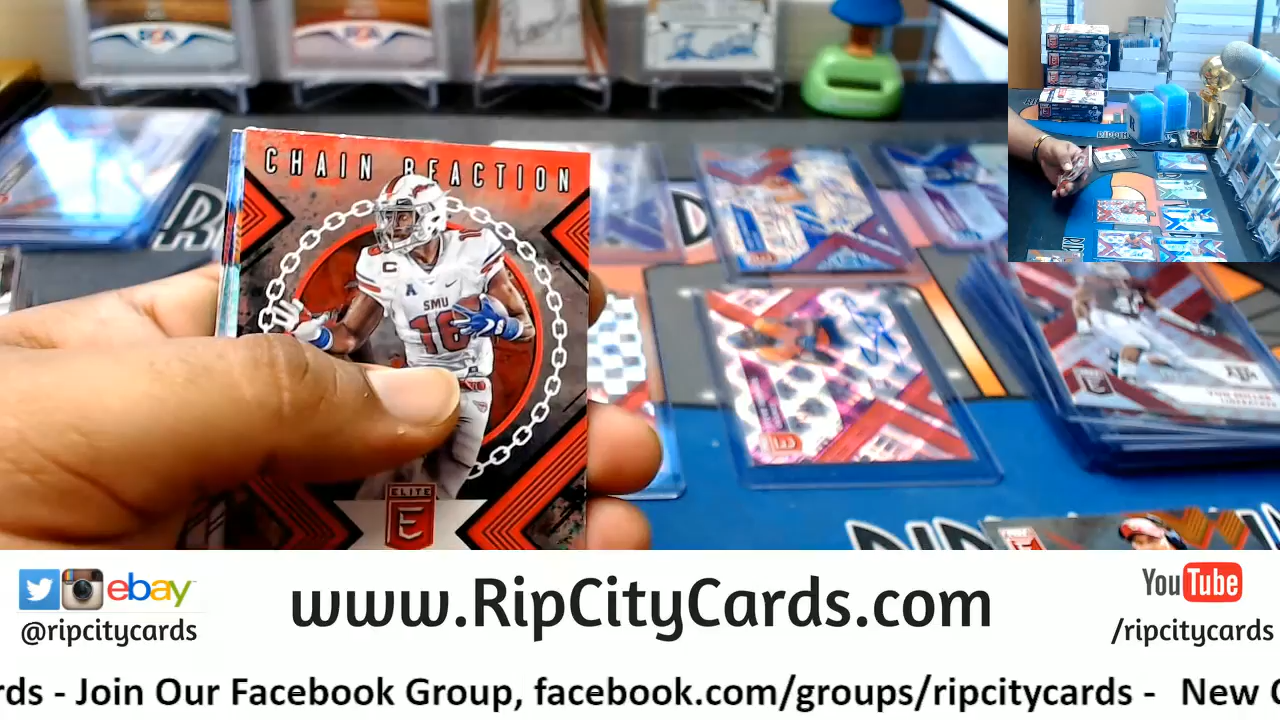 CHAIN REACTION
C
A
SMU
16
ELITE
E
ebay
@ripcitycards
www.RipCityCards.com
YouTube
/ripcitycards
rds - Join Our Facebook Group, facebook.com/groups/ripcitycards - New